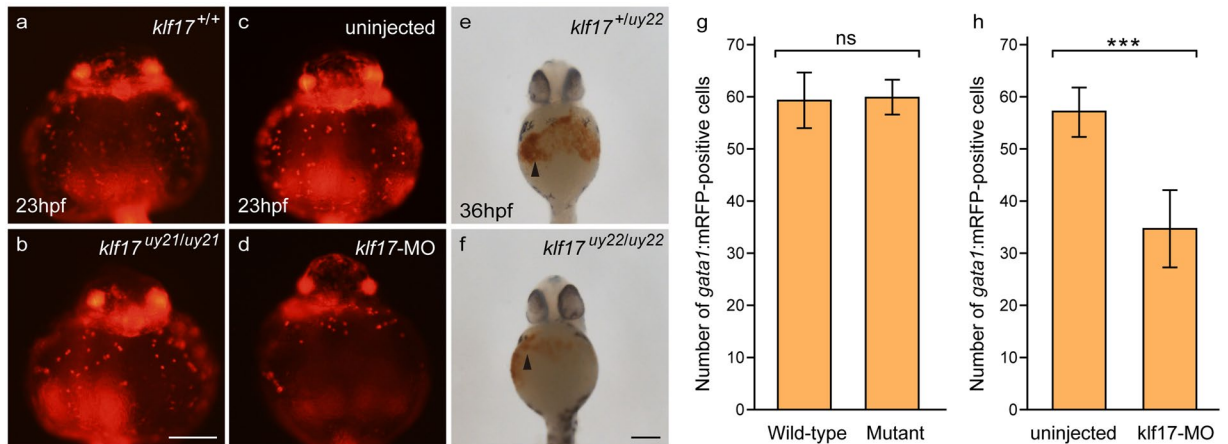 a
klf17+/+
23hpf
b
klf17uy21/uy21
c
uninjected
23hpf
d
klf17-MO
e
klf17+/uy22
36hpf
f
klf17uy22/uy22
g
Number of gata1:mRFP-positive cells
70
60
50
40
30
20
10
0
ns
Wild-type
Mutant
h
Number of gata1:mRFP-positive cells
70
60
50
40
30
20
10
0
***
uninjected
klf17-MO